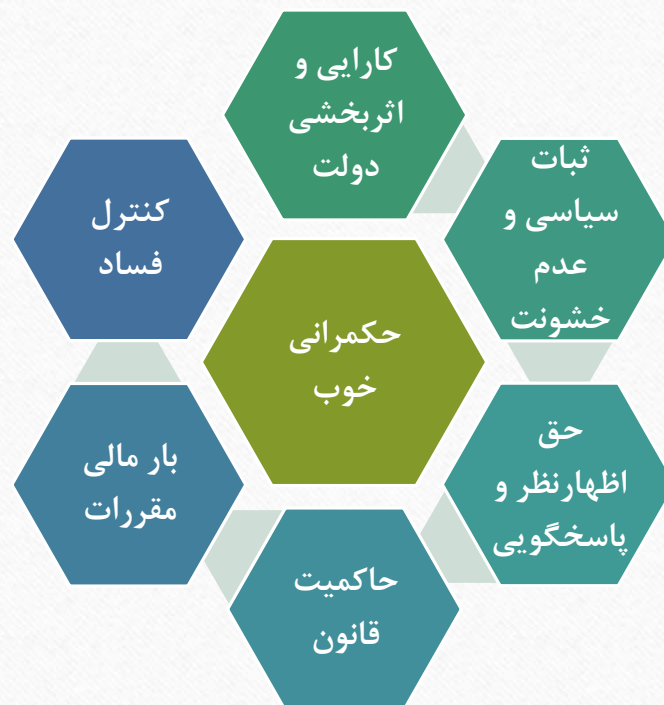 کارایی و
اثربخشی
دولت
ثبات
سیاسی و
عدم
خشونت
حق
اظهارنظر و
پاسخگویی
حاکمیت
قانون
بار مالی
مقررات
کنترل
فساد
حکمرانی
خوب